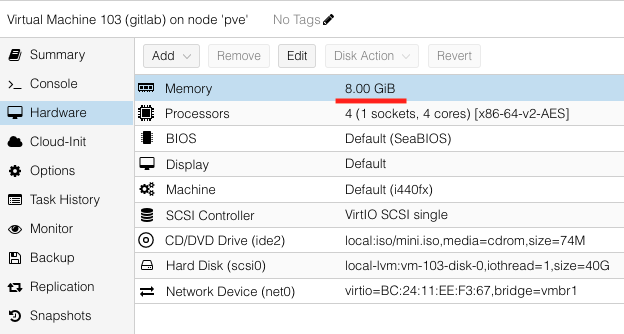 Virtual Machine 103 (gitlab) on node 'pve' No Tags
Summary
Console
Hardware
Cloud-Init
Options
Task History
Monitor
Backup
Replication
Snapshots
Add Remove Edit Disk Action Revert
Memory 8.00 GiB
Processors 4 (1 sockets, 4 cores) [x86-64-v2-AES]
BIOS Default (SeaBIOS)
Display Default
Machine Default (i440fx)
SCSI Controller VirtIO SCSI single
CD/DVD Drive (ide2) local:iso/mini.iso,media=cdrom,size=74M
Hard Disk (scsi0) local-lvm:vm-103-disk-0,iothread=1,size=40G
Network Device (net0) virtio=BC:24:11:EE:F3:67,bridge=vmbr1